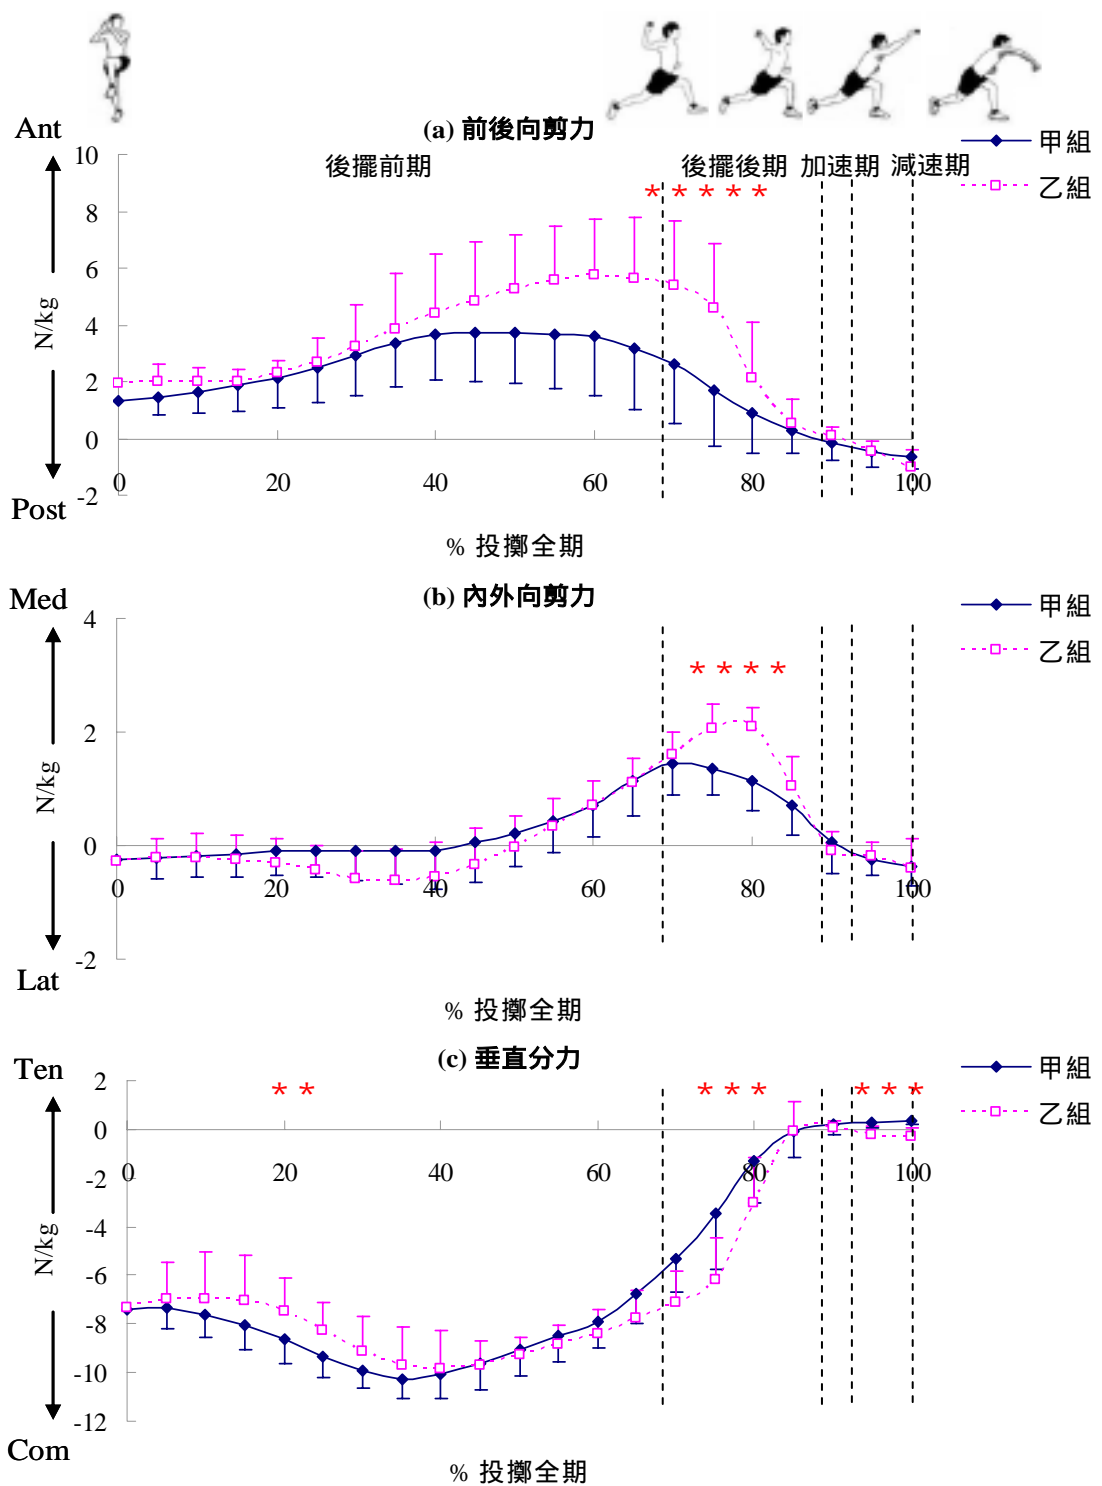 (a) 前後向剪力
Ant
甲組
乙組
後擺前期 後擺後期 加速期 減速期
* * * * *
10
8
6
4
2
0
-2
N/kg
Post
0 20 40 60 80 100
% 投擲全期
(b) 內外向剪力
Med
甲組
乙組
* * * *
4
2
0
-2
N/kg
Lat
0 20 40 60 80 100
% 投擲全期
(c) 垂直分力
Ten
甲組
乙組
* * * * * * * *
2
0
-2
-4
-6
-8
-10
-12
N/kg
Com
0 20 40 60 80 100
% 投擲全期